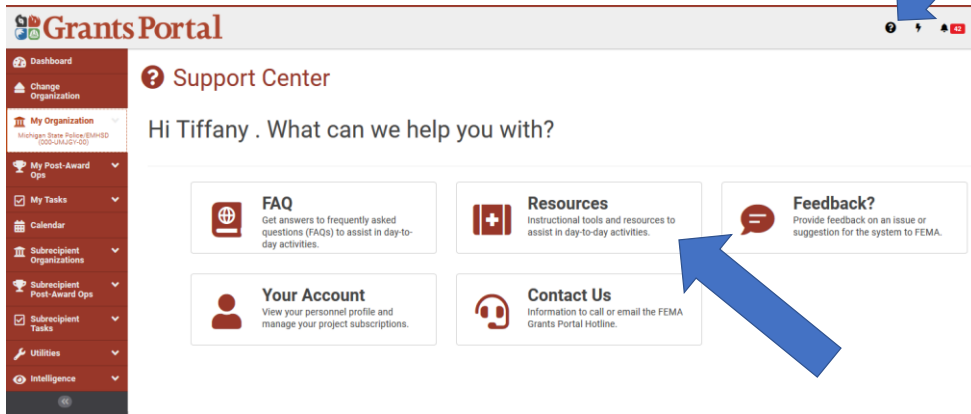 Grants Portal
42
Dashboard
Change
Organization
My Organization
Michigan State Police/EMHSD
(000-UMJGY-00)
My Post-Award
Ops
My Tasks
Calendar
Subrecipient
Organizations
Subrecipient
Post-Award Ops
Subrecipient
Tasks
Utilities
Intelligence
Support Center
Hi Tiffany . What can we help you with?
FAQ
Get answers to frequently asked
questions (FAQs) to assist in day-to-
day activities.
Resources
Instructional tools and resources to
assist in day-to-day activities.
Feedback?
Provide feedback on an issue or
suggestion for the system to FEMA.
Your Account
View your personnel profile and
manage your project subscriptions.
Contact Us
Information to call or email the FEMA
Grants Portal Hotline.